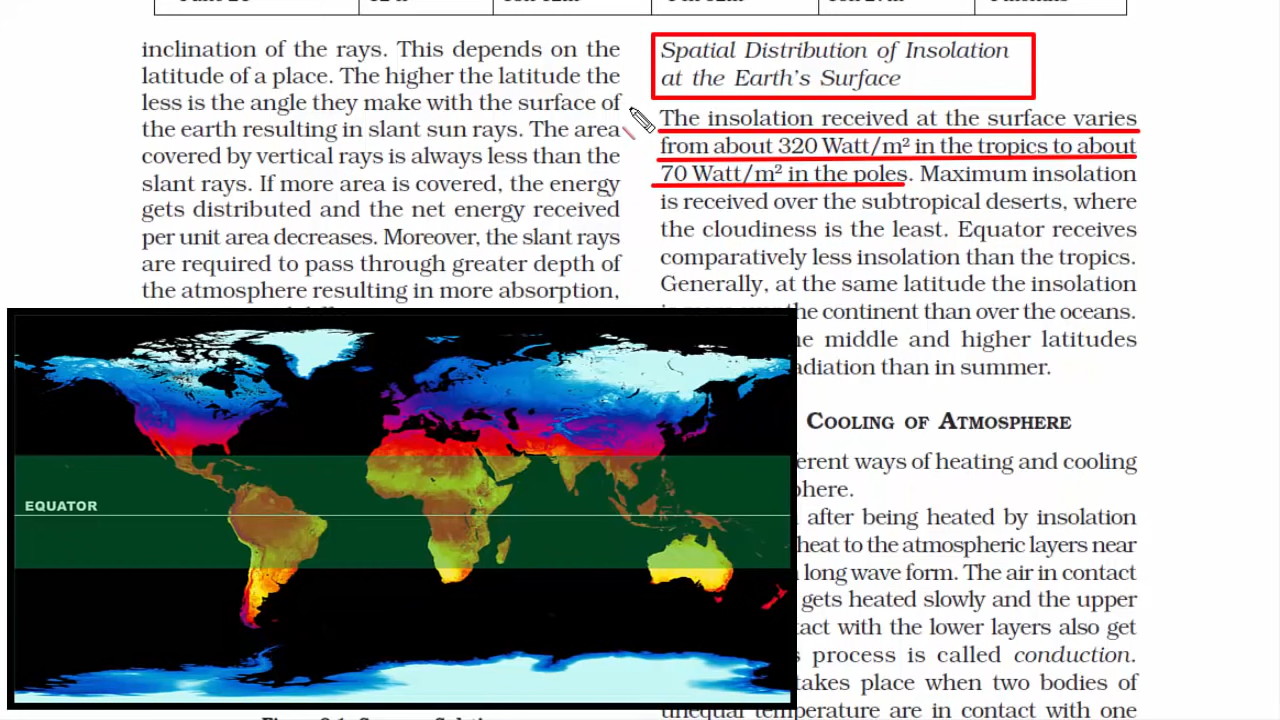 inclination of the rays. This depends on the
latitude of a place. The higher the latitude the
less is the angle they make with the surface of
the earth resulting in slant sun rays. The area
covered by vertical rays is always less than the
slant rays. If more area is covered, the energy
gets distributed and the net energy received
per unit area decreases. Moreover, the slant rays
are required to pass through greater depth of
the atmosphere resulting in more absorption,
EQUATOR
Spatial Distribution of Insolation
at the Earth's Surface
The insolation received at the surface varies
from about 320 Watt/m² in the tropics to about
70 Watt/m² in the poles. Maximum insolation
is received over the subtropical deserts, where
the cloudiness is the least. Equator receives
comparatively less insolation than the tropics.
Generally, at the same latitude the insolation
the continent than over the oceans.
middle and higher latitudes
than in summer.
COOLING OF ATMOSPHERE
ways of heating and cooling
after being heated by insolation
heat to the atmospheric layers near
long wave form. The air in contact
gets heated slowly and the upper
with the lower layers also get
process is called conduction.
takes place when two bodies of
unequal temperature are in contact with one